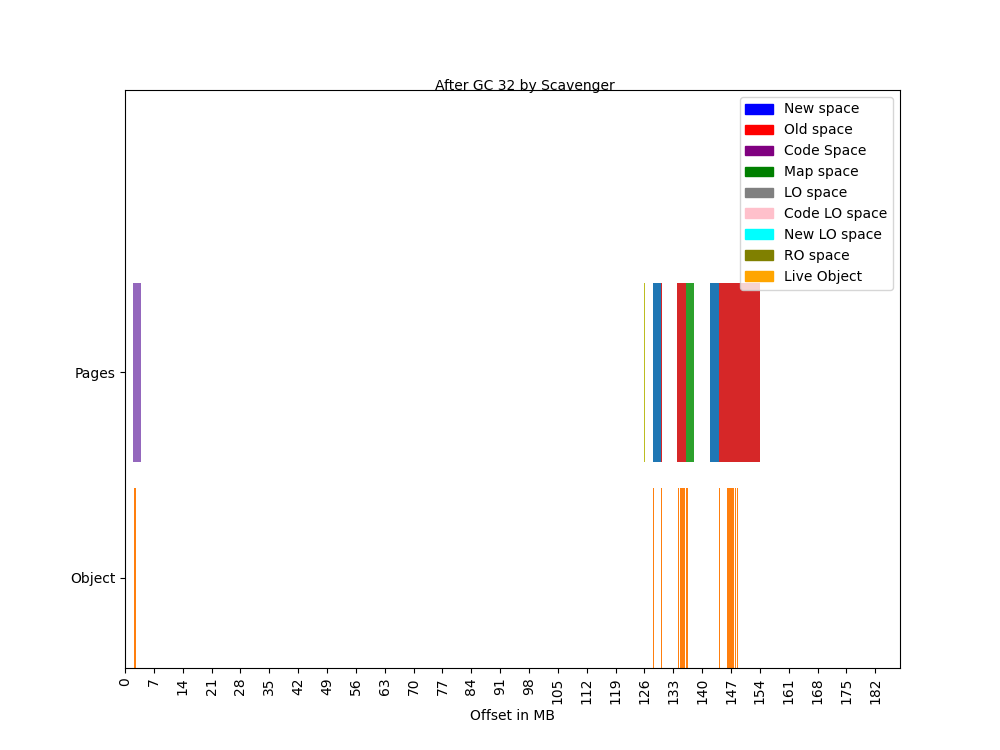 After GC 32 by Scavenger
New space
Old space
Code Space
Map space
LO space
Code LO space
New LO space
RO space
Live Object
Pages
Object
0 7 14 21 28 35 42 49 56 63 70 77 84 91 98 105 112 119 126 133 140 147 154 161 168 175 182
Offset in MB